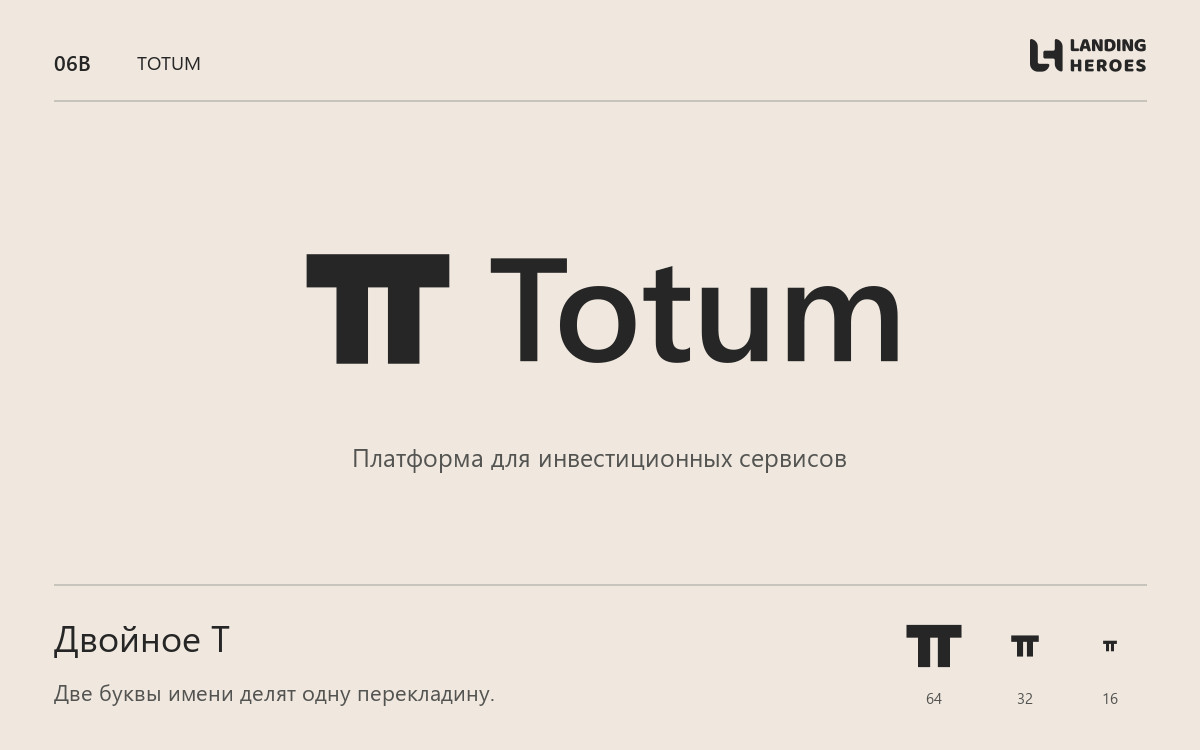 06B TOTUM
LANDING
HEROES
Totum
Платформа для инвестиционных сервисов
Двойное Т
Две буквы имени делят одну перекладину.
64 32 16